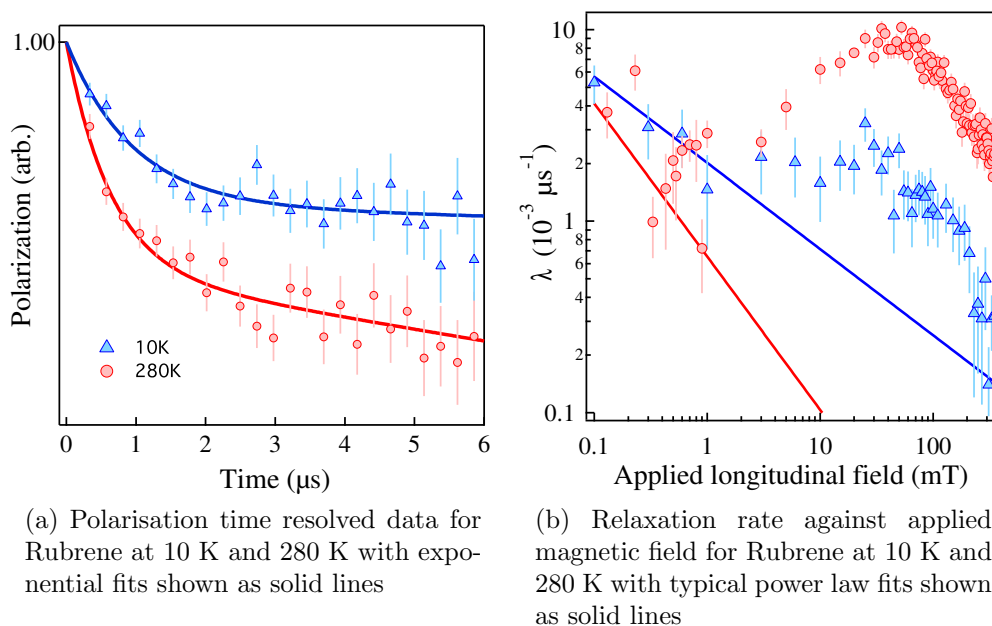 1.00
Polarization (arb.)
10K
280K
0 1 2 3 4 5 6
Time (μs)
10
8
6
4
2
1
8
6
4
2
0.1
λ (10⁻³ μs⁻¹)
0.1 1 10 100
Applied longitudinal field (mT)
(a) Polarisation time resolved data for
Rubrene at 10 K and 280 K with expo-
nential fits shown as solid lines
(b) Relaxation rate against applied
magnetic field for Rubrene at 10 K and
280 K with typical power law fits shown
as solid lines